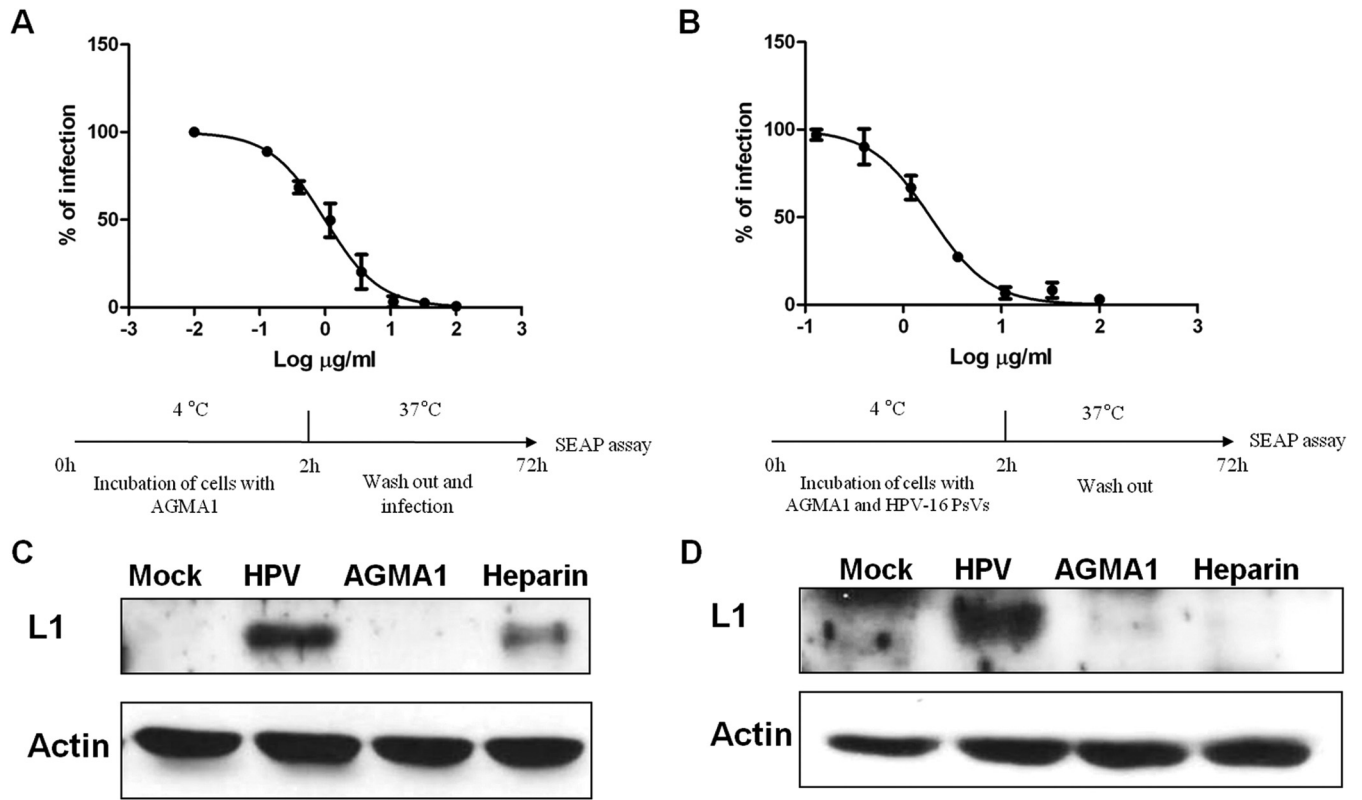 A
150
100
50
0
% of infection
-3 -2 -1 0 1 2 3
Log µg/ml
4 °C 37°C
0h 2h 72h
SEAP assay
Incubation of cells with
AGMA1
Wash out and
infection
B
150
100
50
0
% of infection
-1 0 1 2 3
Log µg/ml
4 °C 37°C
0h 2h 72h
SEAP assay
Incubation of cells with
AGMA1 and HPV-16 PsVs
Wash out
C
Mock HPV AGMA1 Heparin
L1
Actin
D
Mock HPV AGMA1 Heparin
L1
Actin